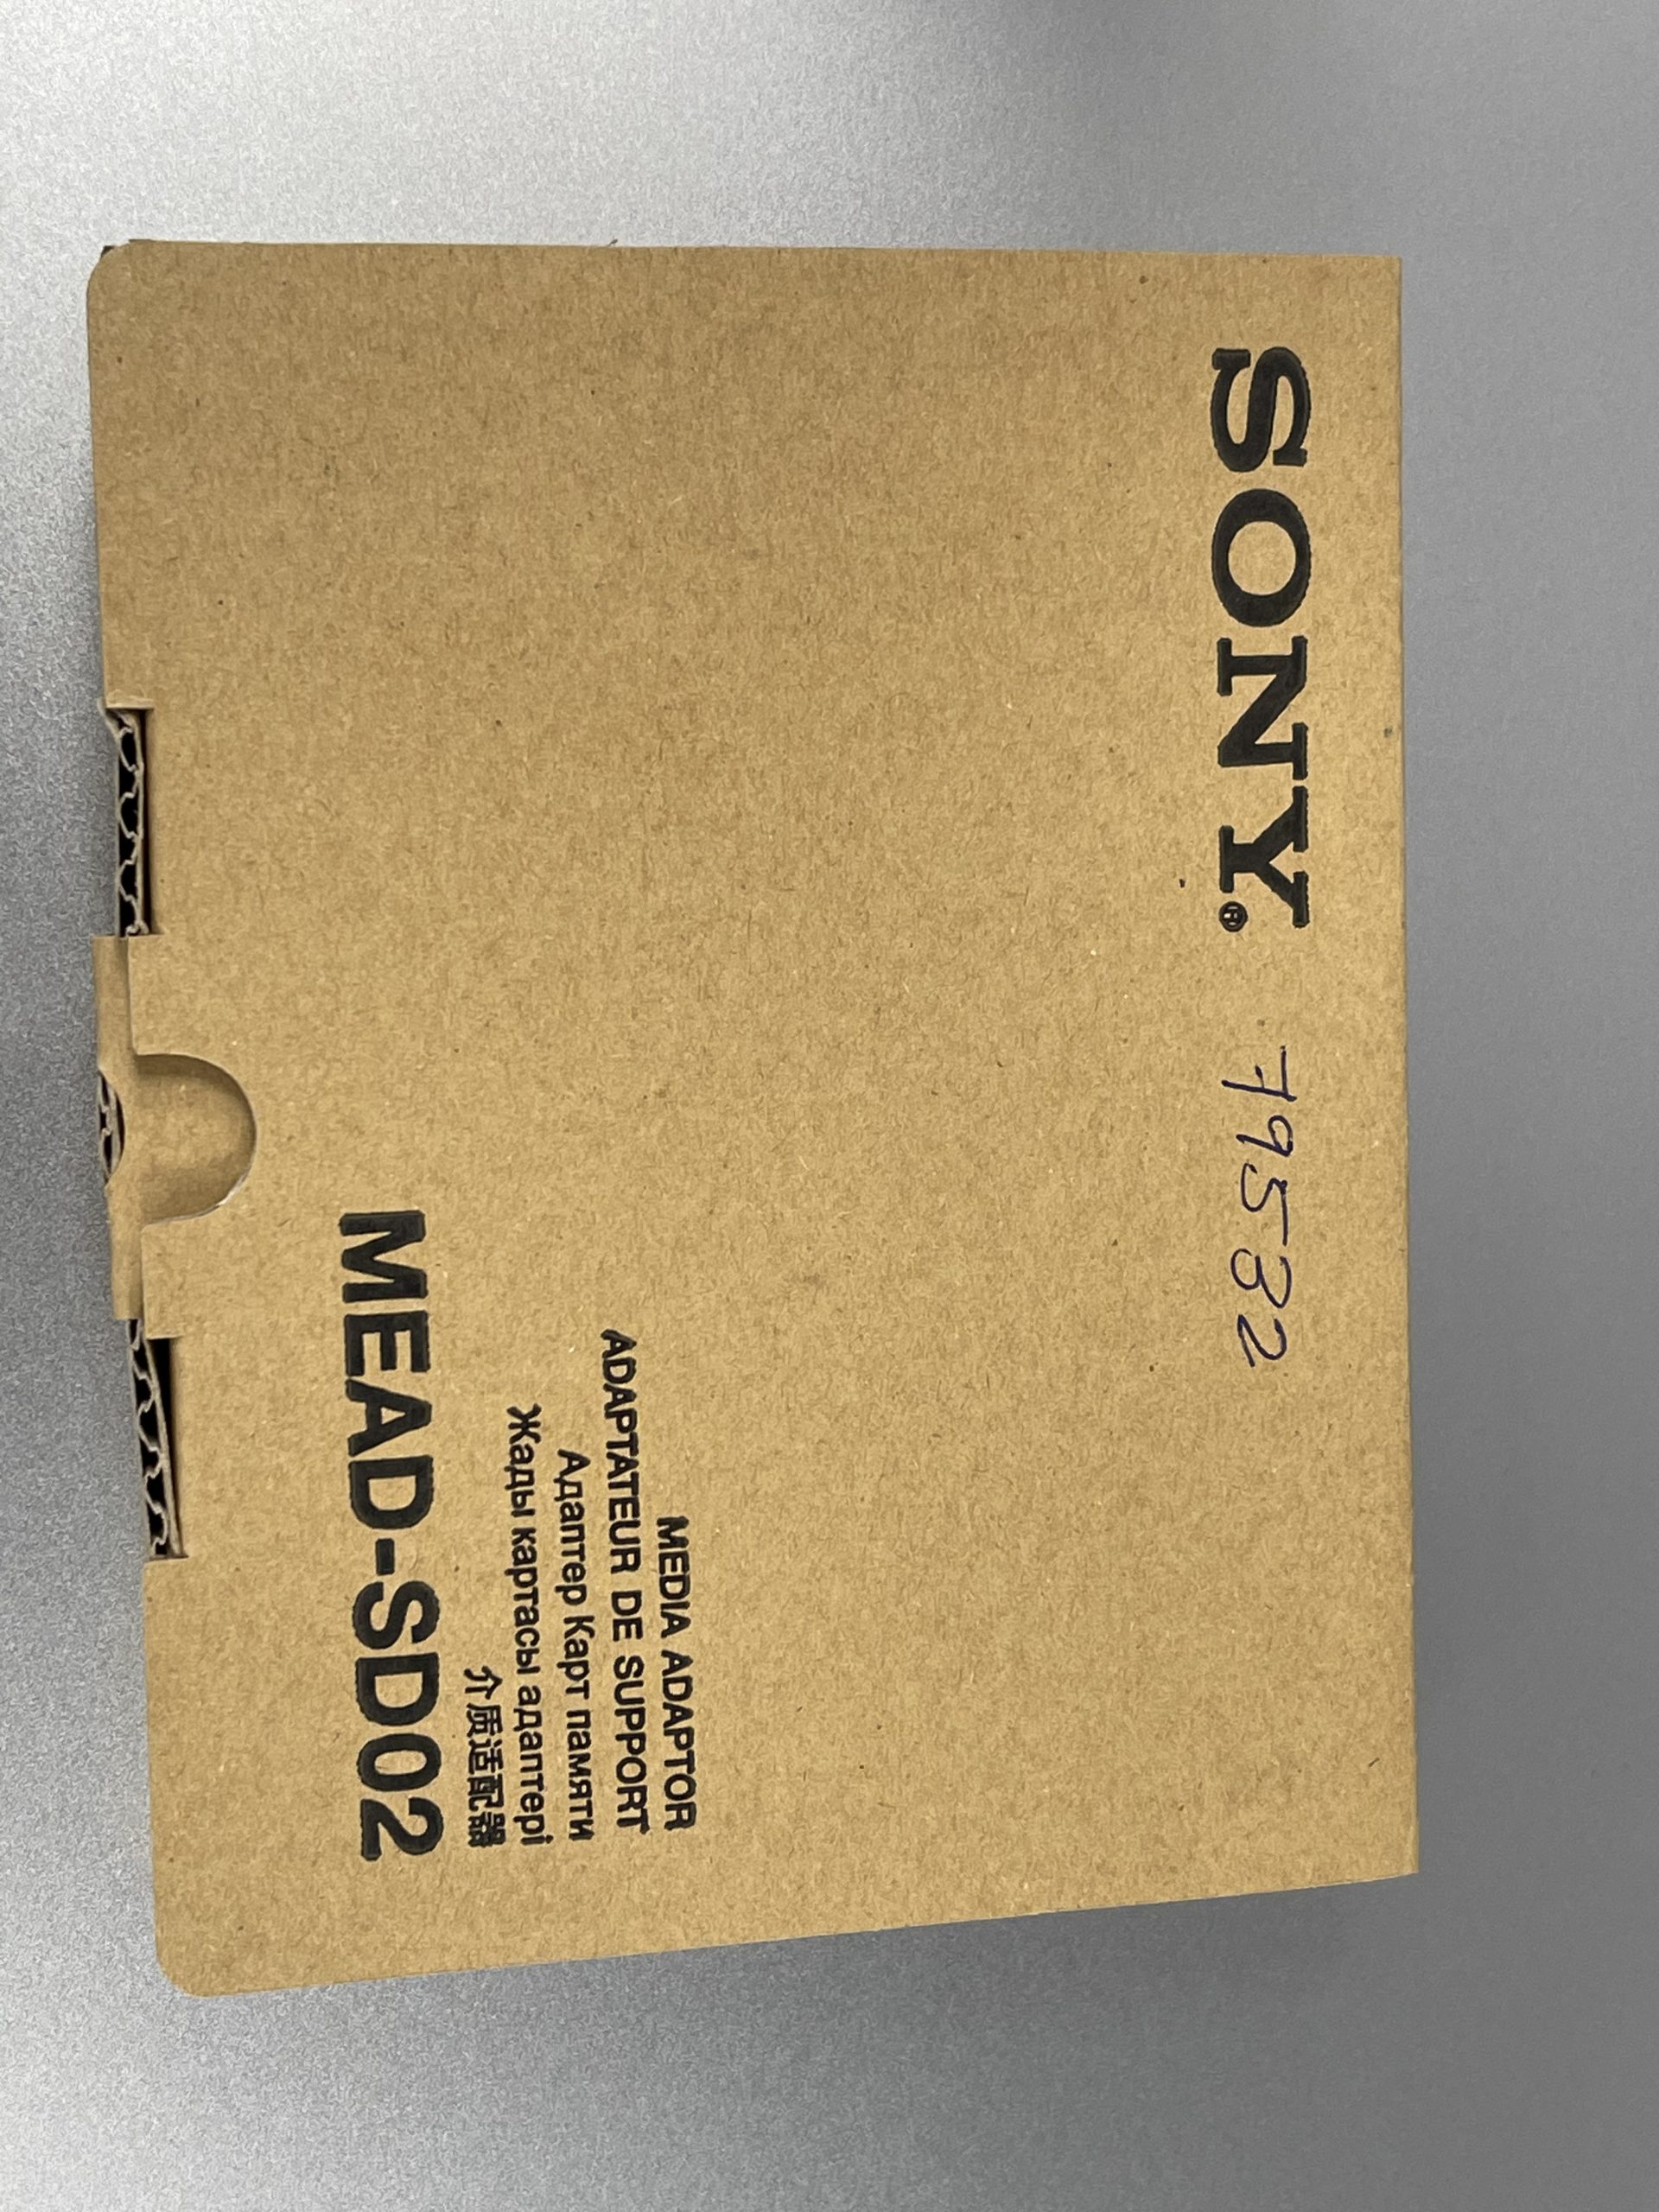 SONY® 79532
MEDIA ADAPTOR
ADAPTATEUR DE SUPPORT
Адаптер Карт памяти
Жады картасы адаптері
介质适配器
MEAD-SD02